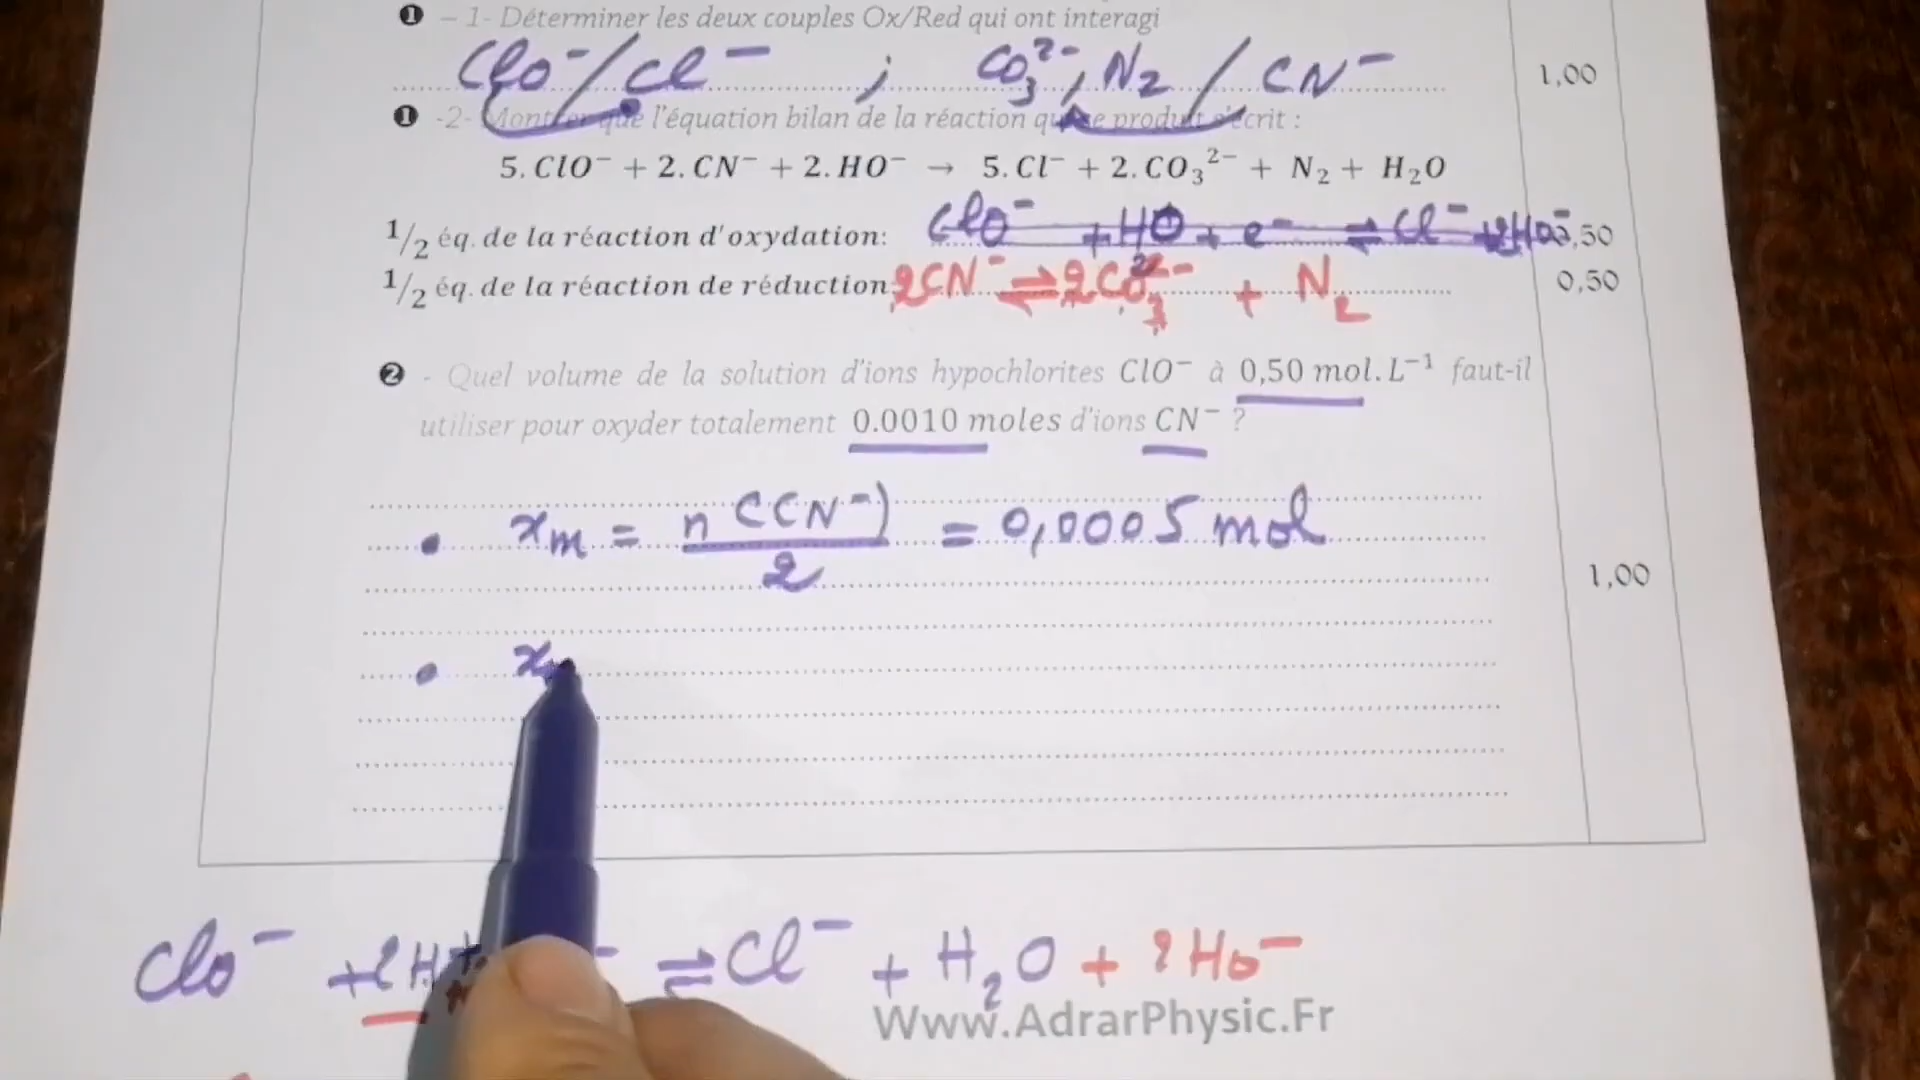 ❶ – 1- Déterminer les deux couples Ox/Red qui ont interagi
ClO⁻/Cl⁻ ; CO₃²⁻, N₂/CN⁻ 1,00
❶ -2- Montrer que l'équation bilan de la réaction qui se produit s'écrit :
5.ClO⁻ + 2.CN⁻ + 2.HO⁻ → 5.Cl⁻ + 2.CO₃²⁻ + N₂ + H₂O
1/2 éq. de la réaction d'oxydation: ClO⁻ + H₂O + e⁻ ⇌ Cl⁻ + 2HO⁻ ,50
1/2 éq. de la réaction de réduction: 2CN⁻ ⇌ 2CO₃²⁻ + N₂ 0,50
❷ - Quel volume de la solution d'ions hypochlorites ClO⁻ à 0,50 mol.L⁻¹ faut-il
utiliser pour oxyder totalement 0.0010 moles d'ions CN⁻ ?
• xm = n(CN⁻)/2 = 0,0005 mol
1,00
• x
ClO⁻ + 2H⁺ ⇌ Cl⁻ + H₂O + 2HO⁻
Www.AdrarPhysic.Fr